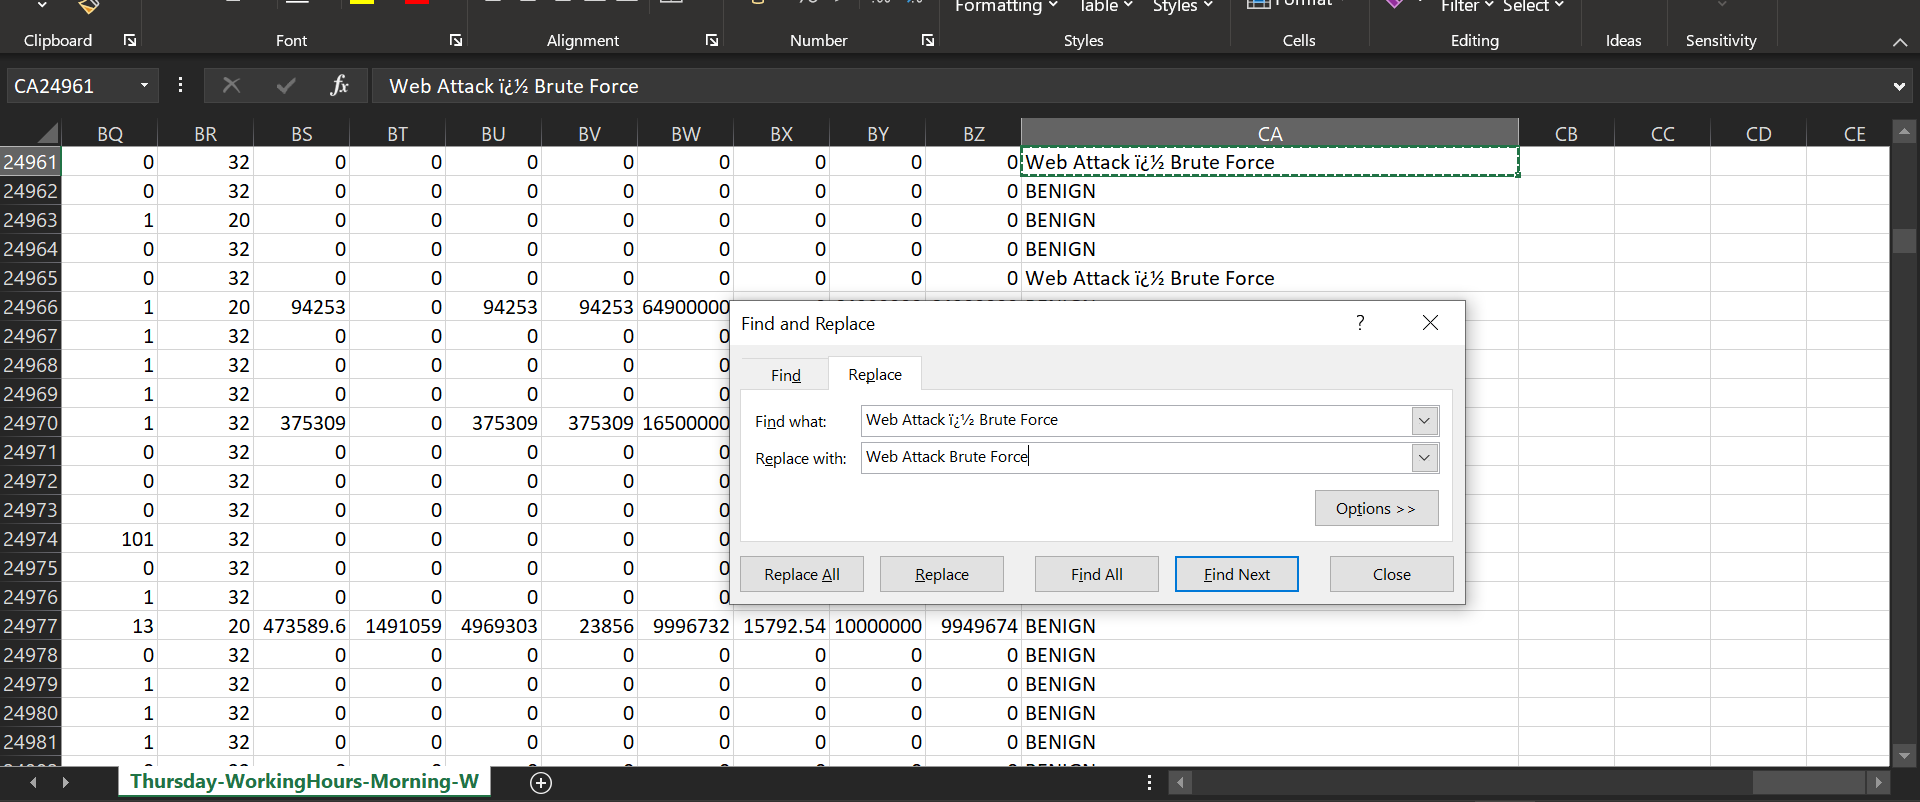 Formatting Table Styles Format Filter Select
Clipboard Font Alignment Number Styles Cells Editing Ideas Sensitivity
CA24961 fx Web Attack ï¿½ Brute Force
BQ BR BS BT BU BV BW BX BY BZ CA CB CC CD CE
24961 0 32 0 0 0 0 0 0 0 0 Web Attack ï¿½ Brute Force
24962 0 32 0 0 0 0 0 0 0 0 BENIGN
24963 1 20 0 0 0 0 0 0 0 0 BENIGN
24964 0 32 0 0 0 0 0 0 0 0 BENIGN
24965 0 32 0 0 0 0 0 0 0 0 Web Attack ï¿½ Brute Force
24966 1 20 94253 0 94253 94253 64900000
24967 1 32 0 0 0 0 0
24968 1 32 0 0 0 0 0
24969 1 32 0 0 0 0 0
24970 1 32 375309 0 375309 375309 16500000
24971 0 32 0 0 0 0 0
24972 0 32 0 0 0 0 0
24973 0 32 0 0 0 0 0
24974 101 32 0 0 0 0 0
24975 0 32 0 0 0 0 0
24976 1 32 0 0 0 0 0
24977 13 20 473589.6 1491059 4969303 23856 9996732 15792.54 10000000 9949674 BENIGN
24978 0 32 0 0 0 0 0 0 0 0 BENIGN
24979 1 32 0 0 0 0 0 0 0 0 BENIGN
24980 1 32 0 0 0 0 0 0 0 0 BENIGN
24981 1 32 0 0 0 0 0 0 0 0 BENIGN
Find and Replace ?
Find Replace
Find what: Web Attack ï¿½ Brute Force
Replace with: Web Attack Brute Force
Options >>
Replace All Replace Find All Find Next Close
Thursday-WorkingHours-Morning-W